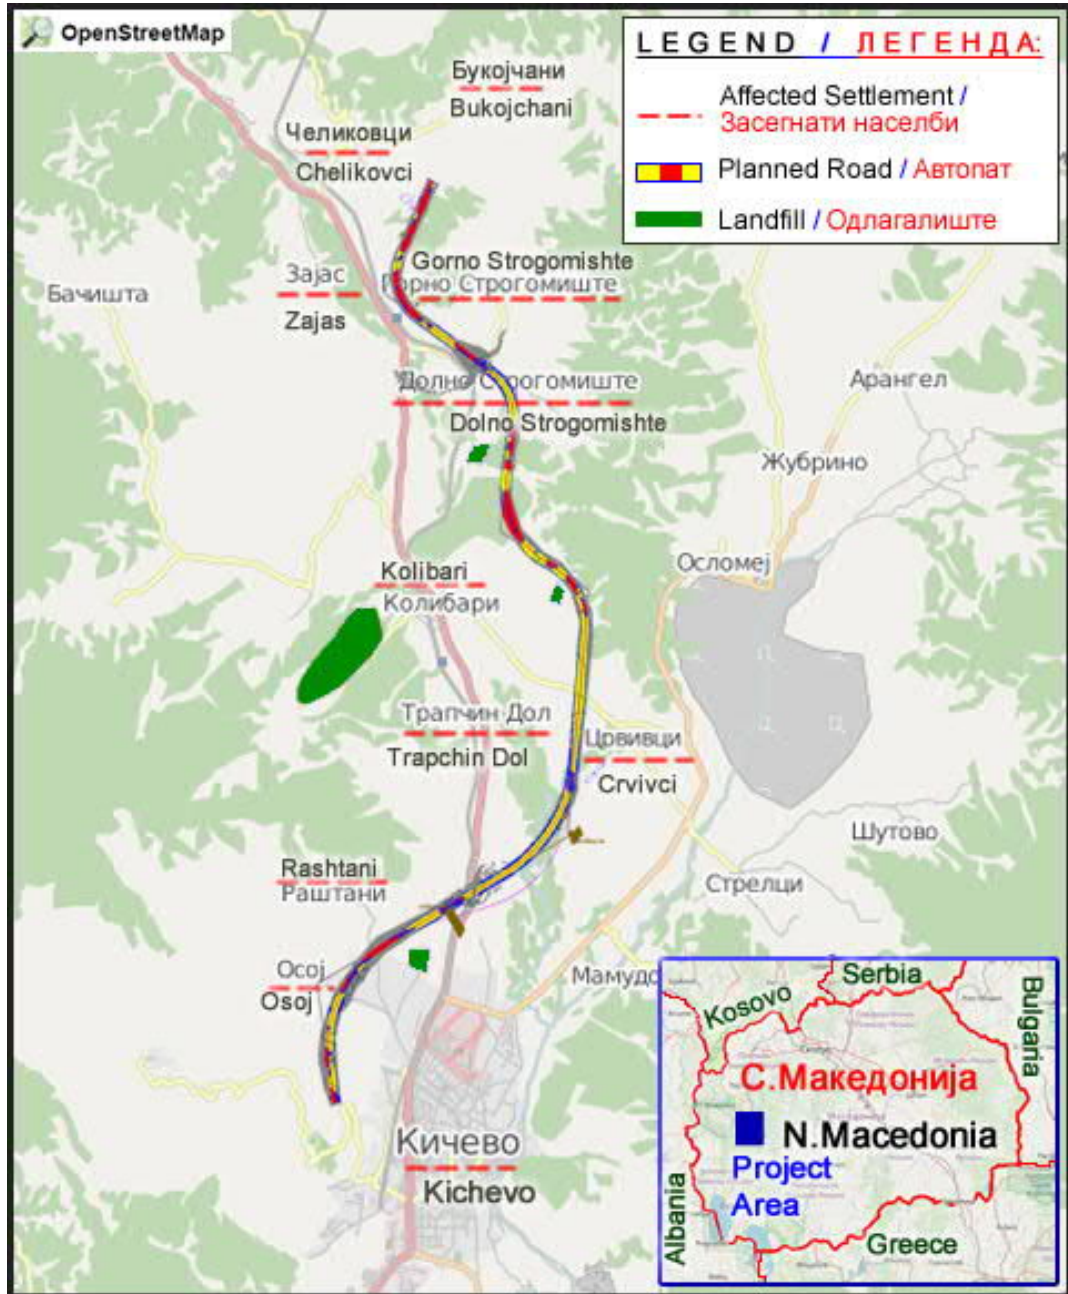 OpenStreetMap
LEGEND / ЛЕГЕНДА:
Affected Settlement /
Засегнати населби
Planned Road / Автопат
Landfill / Одлагалиште
Букојчани
Bukojchani
Челиковци
Chelikovci
Gorno Strogomishte
Горно Строгомиште
Зајас
Zajas
Бачишта
Долно Строгомиште
Dolno Strogomishte
Арангел
Жубрино
Осломеј
Kolibari
Колибари
Трапчин Дол
Trapchin Dol
Црвивци
Crvivci
Шутово
Rashtani
Раштани
Стрелци
Осој
Osoj
Мамудо
Кичево
Kichevo
Serbia
Kosovo
Bulgaria
С.Македонија
N.Macedonia
Project
Area
Albania
Greece